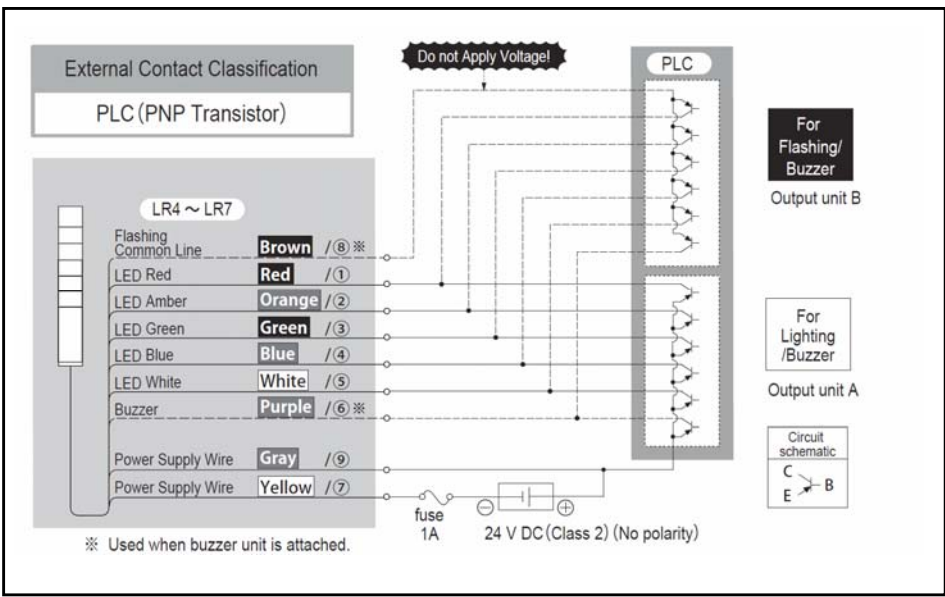 External Contact Classification
PLC (PNP Transistor)
Do not Apply Voltage!
PLC
For
Flashing/
Buzzer
Output unit B
LR4 ～ LR7
Flashing
Common Line
Brown /⑧ ※
LED Red Red /①
LED Amber Orange /②
LED Green Green /③
LED Blue Blue /④
LED White White /⑤
Buzzer Purple /⑥ ※
Power Supply Wire Gray /⑨
Power Supply Wire Yellow /⑦
For
Lighting
/Buzzer
Output unit A
Circuit
schematic
C
B
E
fuse
1A
⊖ ⊕
24 V DC (Class 2) (No polarity)
※ Used when buzzer unit is attached.